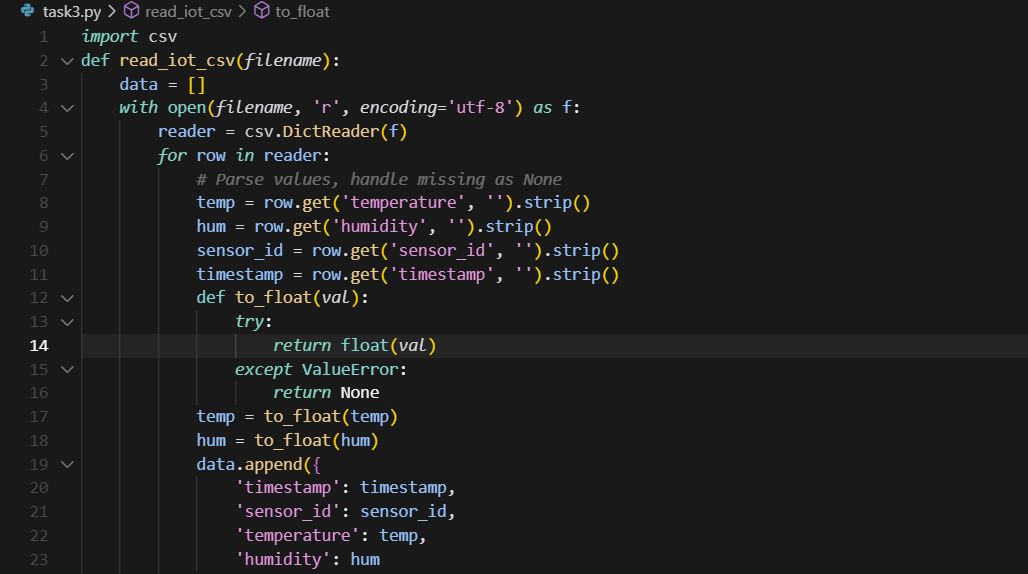 task3.py > read_iot_csv > to_float
1 import csv
2 def read_iot_csv(filename):
3     data = []
4     with open(filename, 'r', encoding='utf-8') as f:
5         reader = csv.DictReader(f)
6         for row in reader:
7             # Parse values, handle missing as None
8             temp = row.get('temperature', '').strip()
9             hum = row.get('humidity', '').strip()
10             sensor_id = row.get('sensor_id', '').strip()
11             timestamp = row.get('timestamp', '').strip()
12             def to_float(val):
13                 try:
14                     return float(val)
15                 except ValueError:
16                     return None
17             temp = to_float(temp)
18             hum = to_float(hum)
19             data.append({
20                 'timestamp': timestamp,
21                 'sensor_id': sensor_id,
22                 'temperature': temp,
23                 'humidity': hum